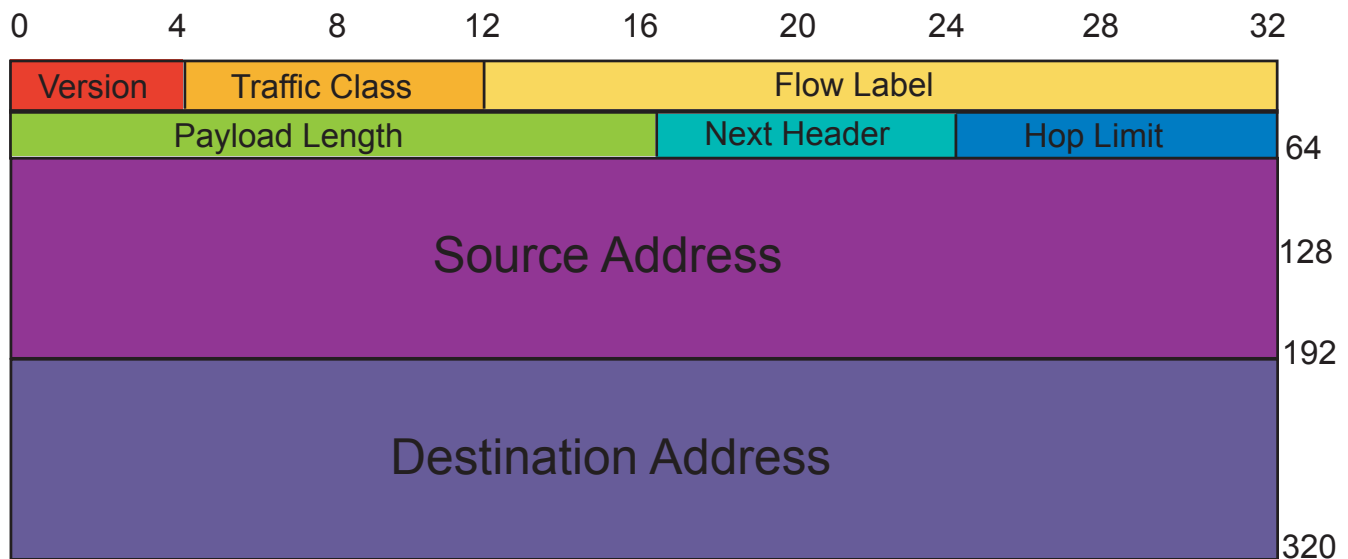 0 4 8 12 16 20 24 28 32
Version Traffic Class Flow Label
Payload Length Next Header Hop Limit 64
Source Address 128
192
Destination Address
320